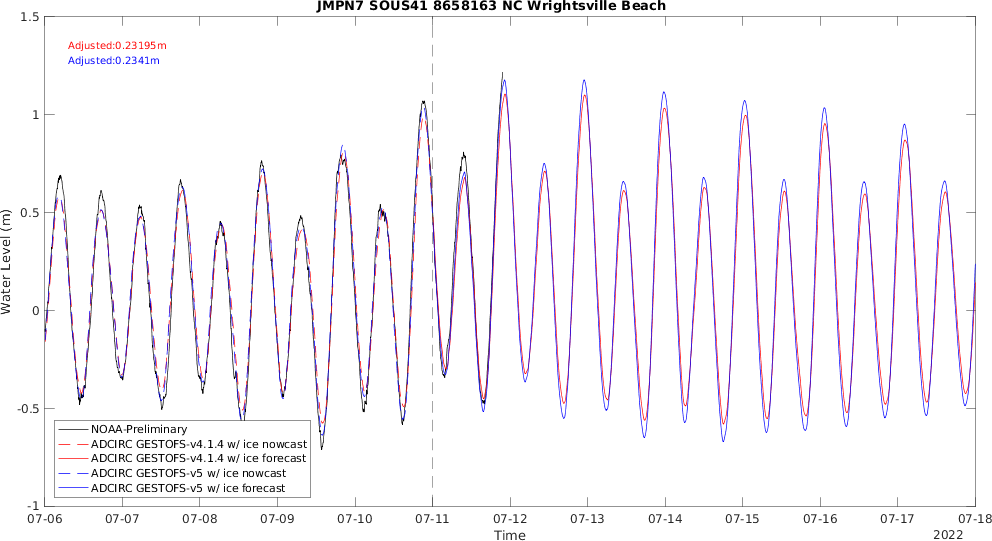 JMPN7 SOUS41 8658163 NC Wrightsville Beach
1.5
Adjusted:0.23195m
Adjusted:0.2341m
1
0.5
0
-0.5
-1
Water Level (m)
NOAA-Preliminary
ADCIRC GESTOFS-v4.1.4 w/ ice nowcast
ADCIRC GESTOFS-v4.1.4 w/ ice forecast
ADCIRC GESTOFS-v5 w/ ice nowcast
ADCIRC GESTOFS-v5 w/ ice forecast
07-06 07-07 07-08 07-09 07-10 07-11 07-12 07-13 07-14 07-15 07-16 07-17 07-18
Time
2022